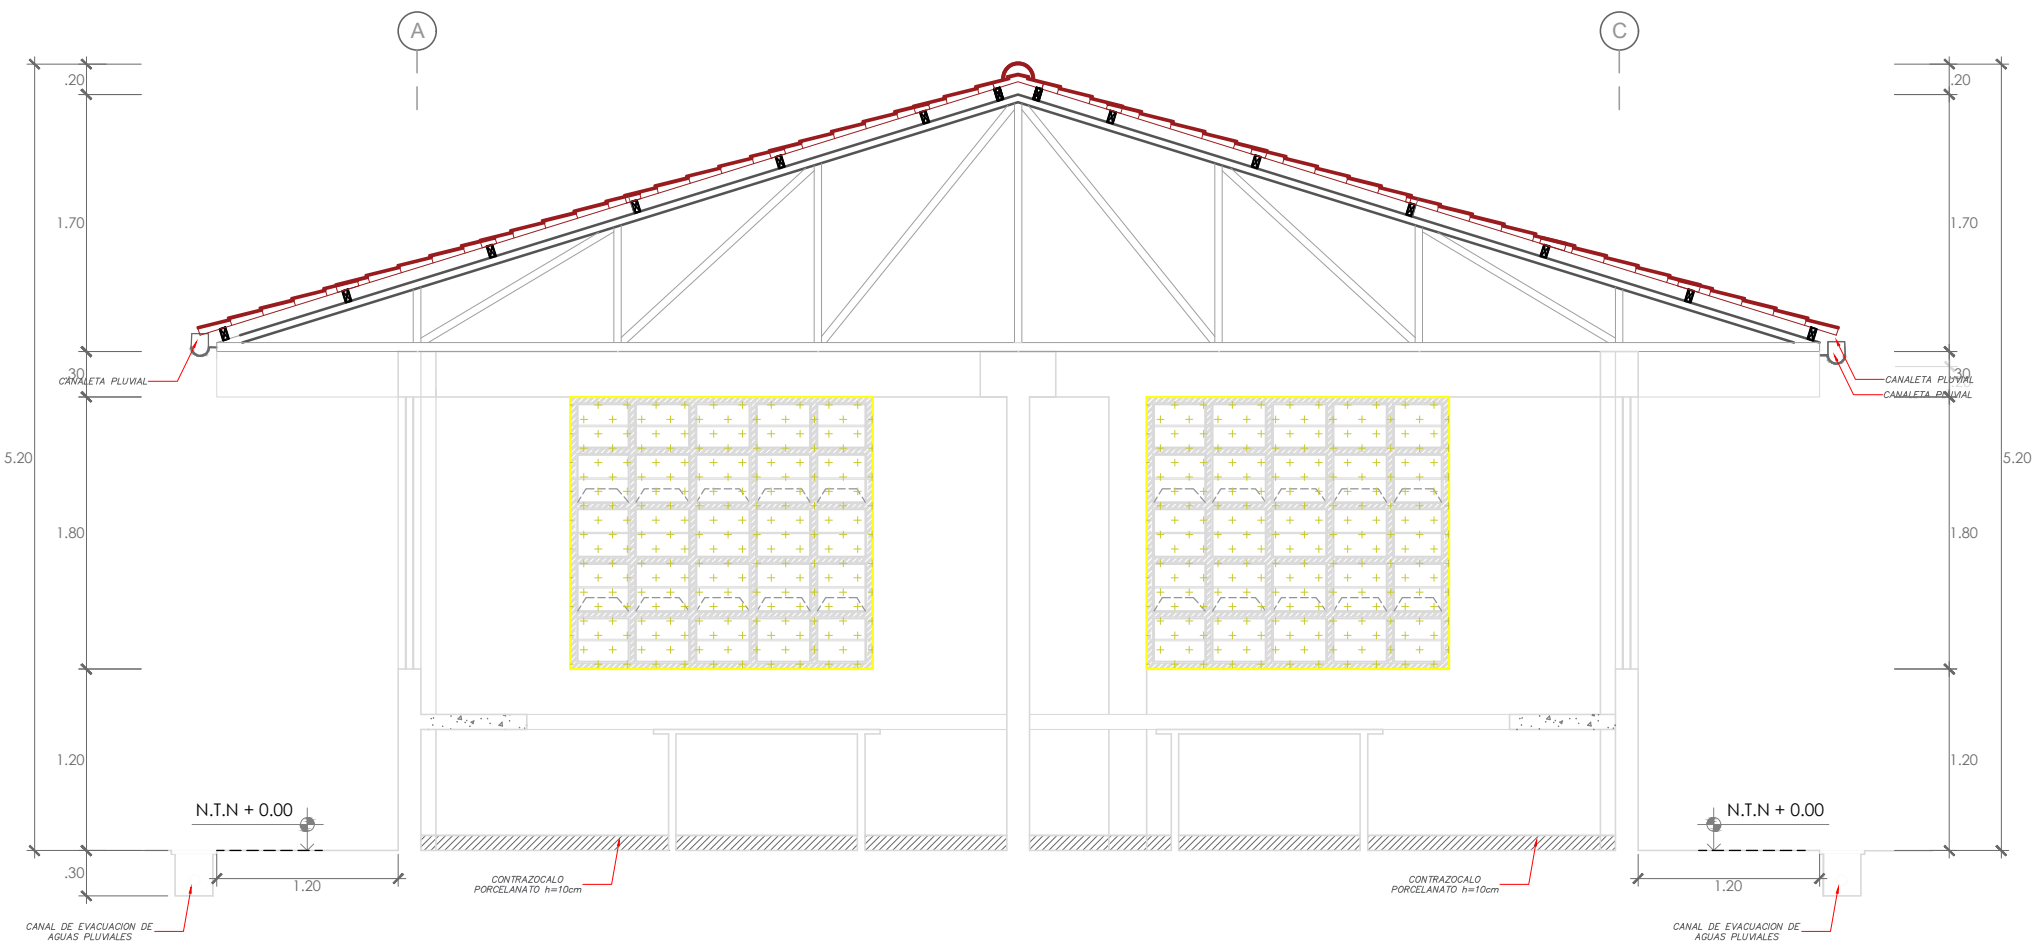 A
C
.20
.20
1.70
1.70
CANALETA PLUVIAL
.30
CANALETA PLUVIAL
.30
CANALETA PLUVIAL
5.20
5.20
1.80
1.80
1.20
1.20
N.T.N + 0.00
N.T.N + 0.00
.30
1.20
CONTRAZOCALO
PORCELANATO h=10cm
CONTRAZOCALO
PORCELANATO h=10cm
1.20
CANAL DE EVACUACION DE
AGUAS PLUVIALES
CANAL DE EVACUACION DE
AGUAS PLUVIALES